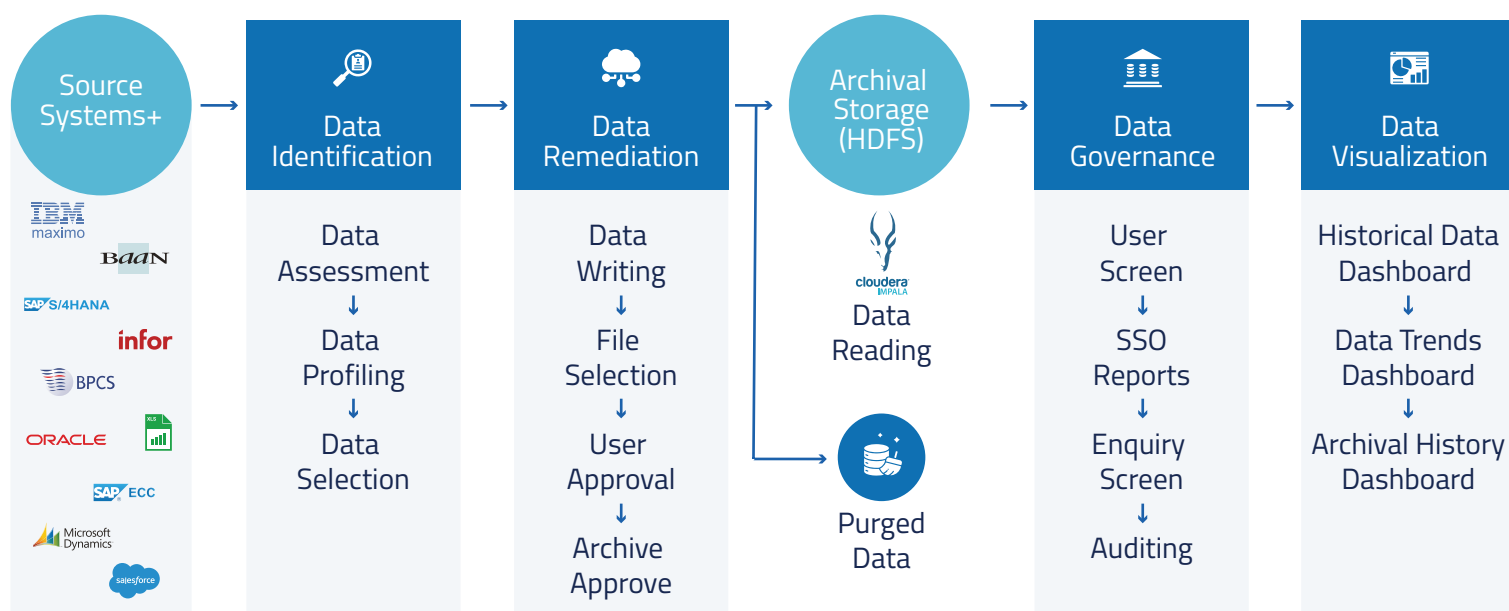 Source
Systems+
IBM
maximo
BaaN
SAP S/4HANA
infor
BPCS
ORACLE
XLS
SAP ECC
Microsoft
Dynamics
salesforce
Data
Identification
Data
Assessment
Data
Profiling
Data
Selection
Data
Remediation
Data
Writing
File
Selection
User
Approval
Archive
Approve
Archival
Storage
(HDFS)
cloudera
IMPALA
Data
Reading
Purged
Data
Data
Governance
User
Screen
SSO
Reports
Enquiry
Screen
Auditing
Data
Visualization
Historical Data
Dashboard
Data Trends
Dashboard
Archival History
Dashboard